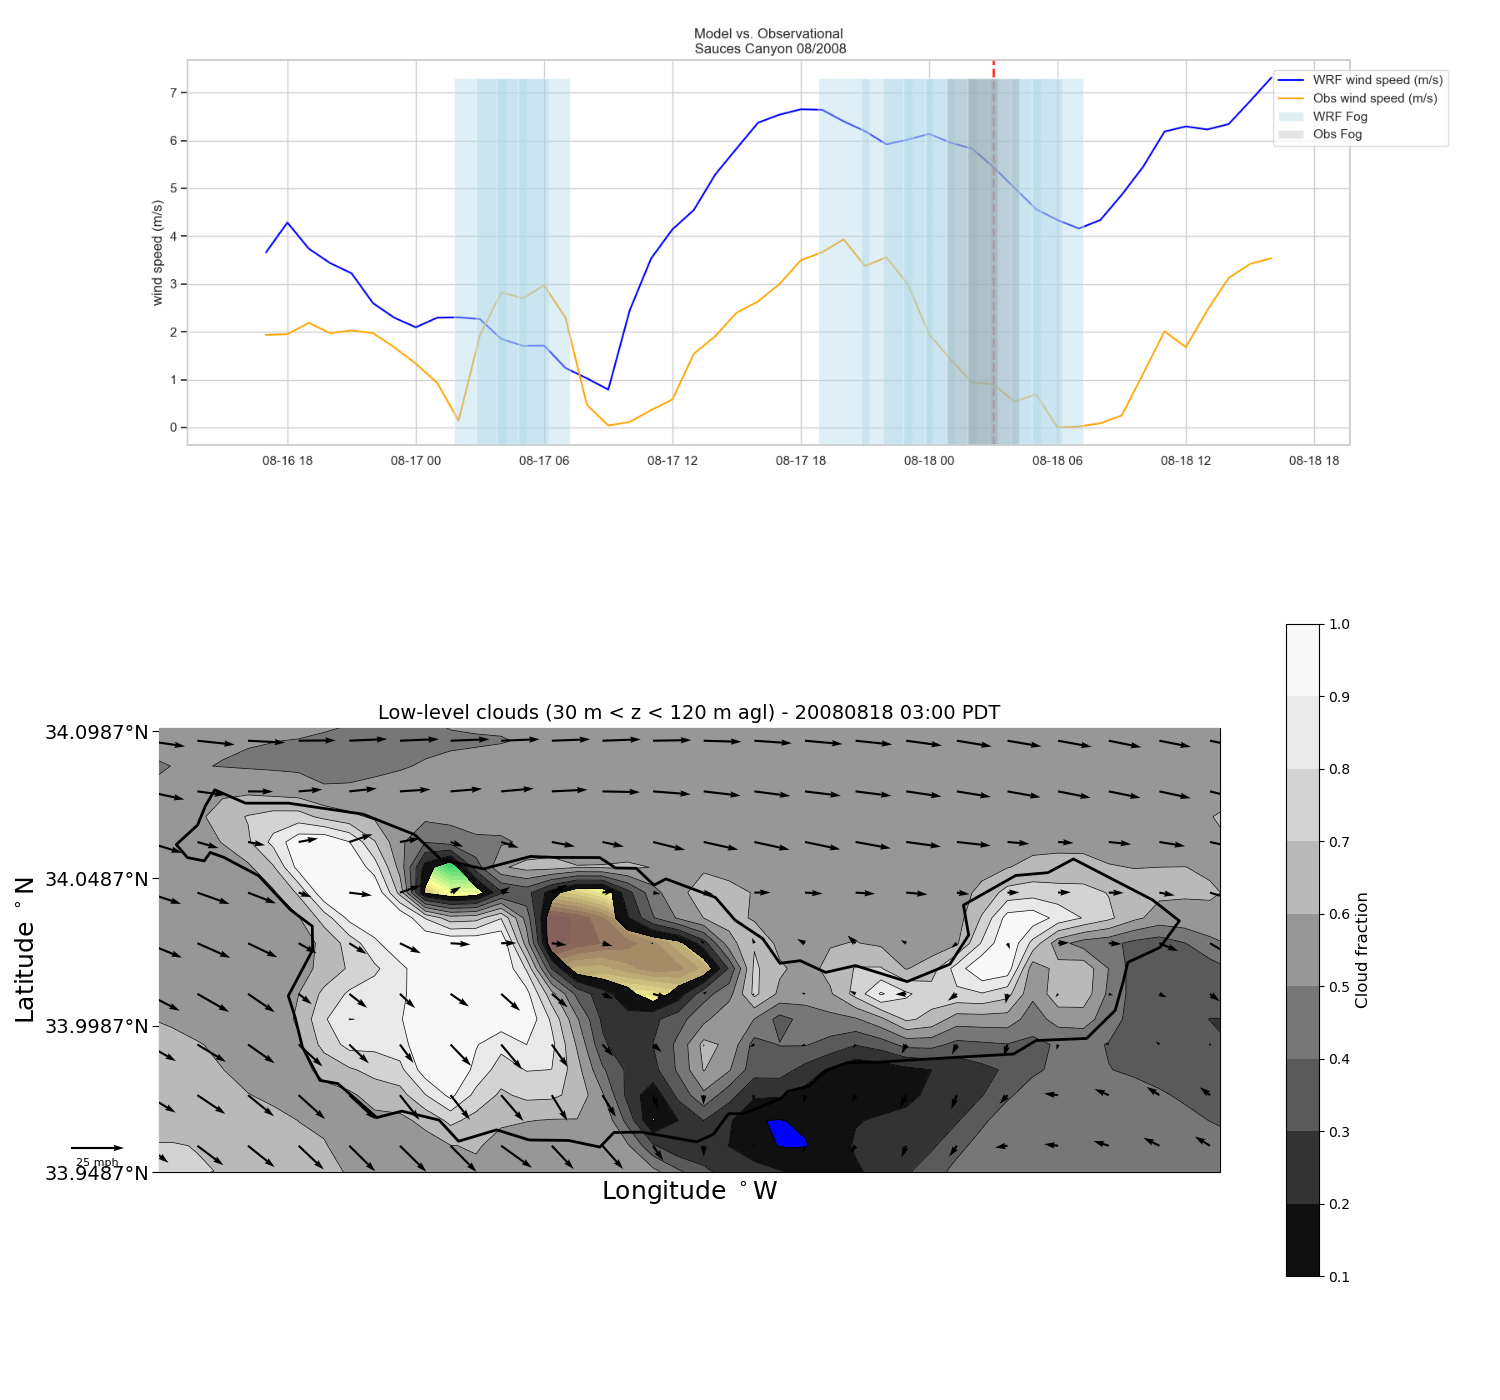 Model vs. Observational
Sauces Canyon 08/2008
WRF wind speed (m/s)
Obs wind speed (m/s)
WRF Fog
Obs Fog
wind speed (m/s)
7
6
5
4
3
2
1
0
08-16 18 08-17 00 08-17 06 08-17 12 08-17 18 08-18 00 08-18 06 08-18 12 08-18 18
Low-level clouds (30 m < z < 120 m agl) - 20080818 03:00 PDT
34.0987°N
34.0487°N
33.9987°N
33.9487°N
Latitude °N
25 mph
Longitude °W
1.0
0.9
0.8
0.7
0.6
0.5
0.4
0.3
0.2
0.1
Cloud fraction